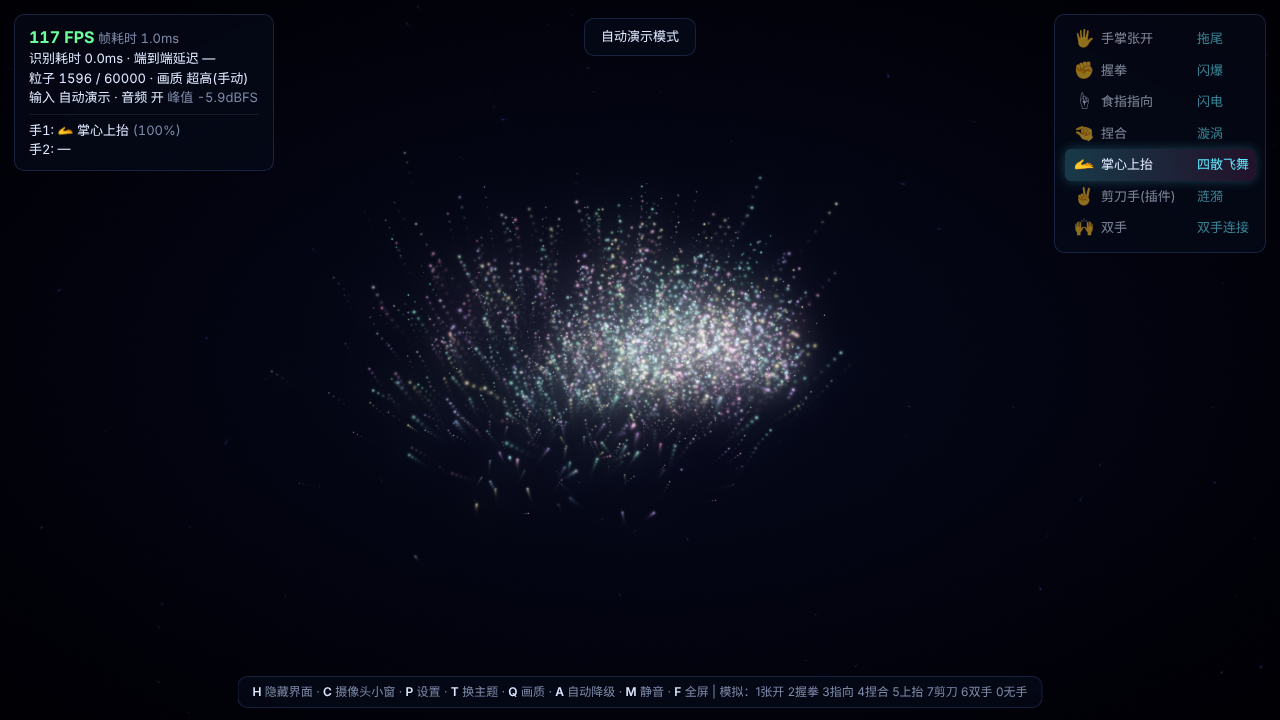 117 FPS 帧耗时 1.0ms
识别耗时 0.0ms · 端到端延迟 —
粒子 1596 / 60000 · 画质 超高(手动)
输入 自动演示 · 音频 开 峰值 -5.9dBFS
手1: 🫴 掌心上抬 (100%)
手2: —
自动演示模式
手掌张开 拖尾
握拳 闪爆
食指指向 闪电
捏合 漩涡
掌心上抬 四散飞舞
剪刀手(插件) 涟漪
双手 双手连接
H 隐藏界面 · C 摄像头小窗 · P 设置 · T 换主题 · Q 画质 · A 自动降级 · M 静音 · F 全屏 | 模拟: 1张开 2握拳 3指向 4捏合 5上抬 7剪刀 6双手 0无手